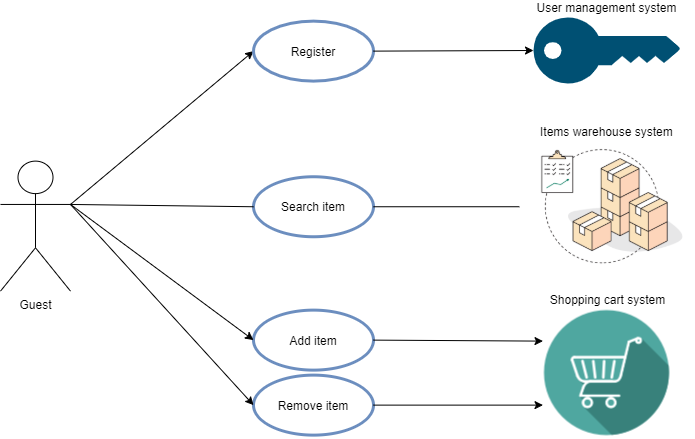 User management system
Register
Items warehouse system
Search item
Guest
Shopping cart system
Add item
Remove item